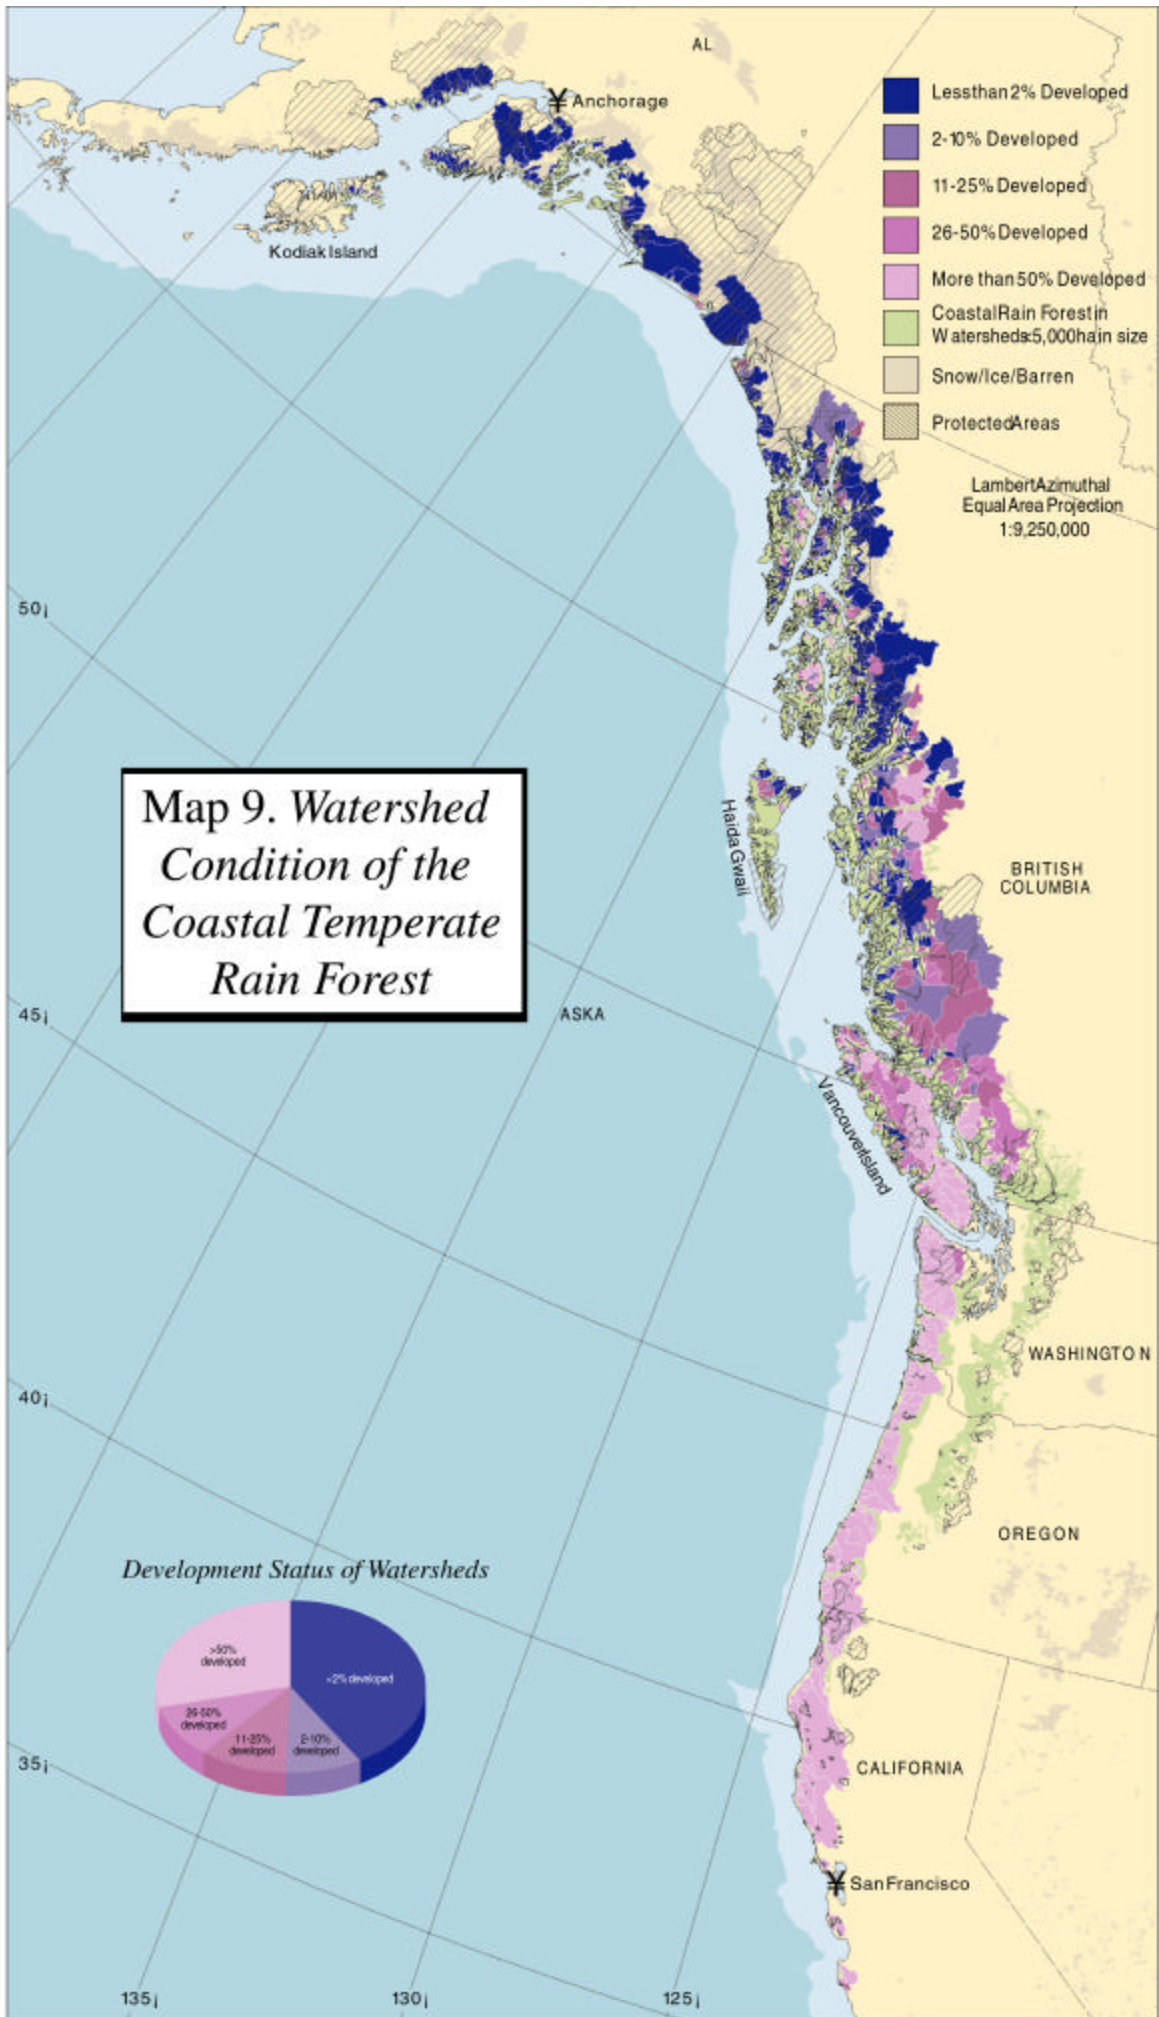 AL
¥ Anchorage
Kodiak Island
Lessthan 2% Developed
2-10% Developed
11-25% Developed
26-50% Developed
More than 50% Developed
Coastal Rain Forest in
Watersheds≤5,000ha in size
Snow/Ice/Barren
Protected Areas
Lambert Azimuthal
Equal Area Projection
1:9,250,000
50¡
Map 9. Watershed
Condition of the
Coastal Temperate
Rain Forest
Haida Gwaii
BRITISH
COLUMBIA
45¡
ASKA
Vancouver Island
WASHINGTON
40¡
OREGON
Development Status of Watersheds
>50%
developed
<2% developed
26-50%
developed
11-25%
developed
2-10%
developed
35¡
CALIFORNIA
¥ San Francisco
135¡
130¡
125¡